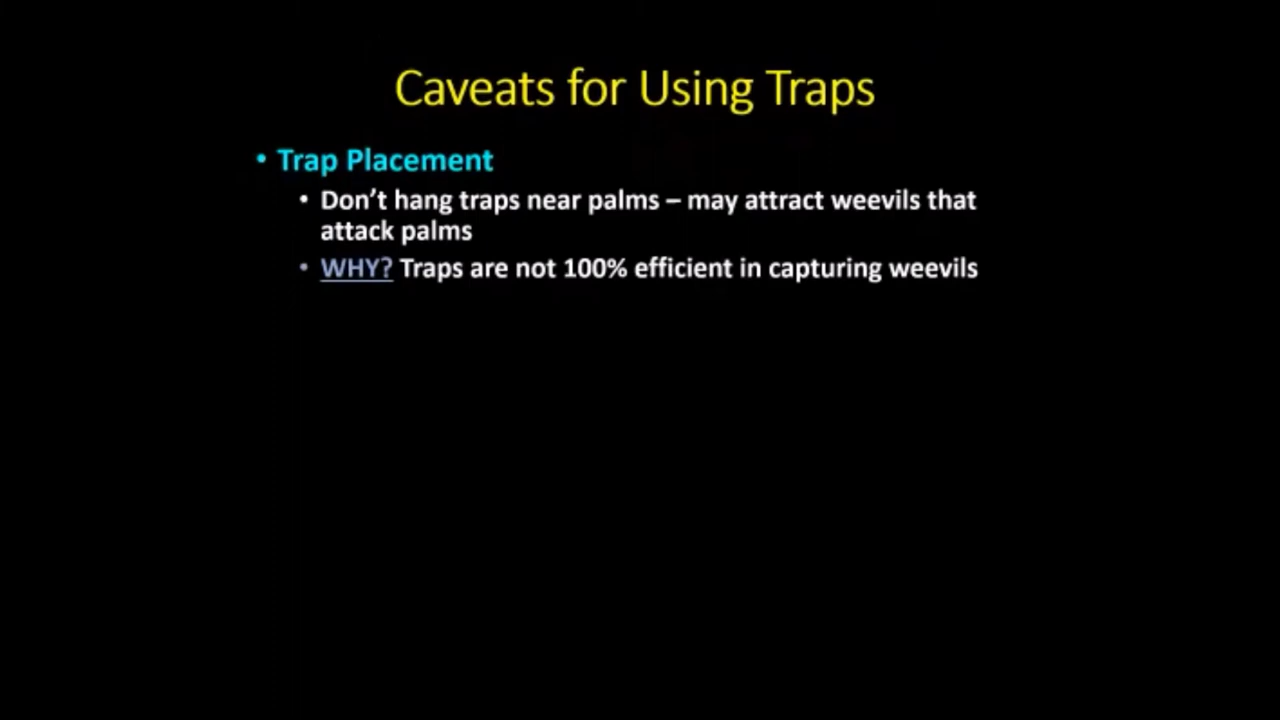 Caveats for Using Traps
• Trap Placement
• Don’t hang traps near palms – may attract weevils that
attack palms
• WHY? Traps are not 100% efficient in capturing weevils